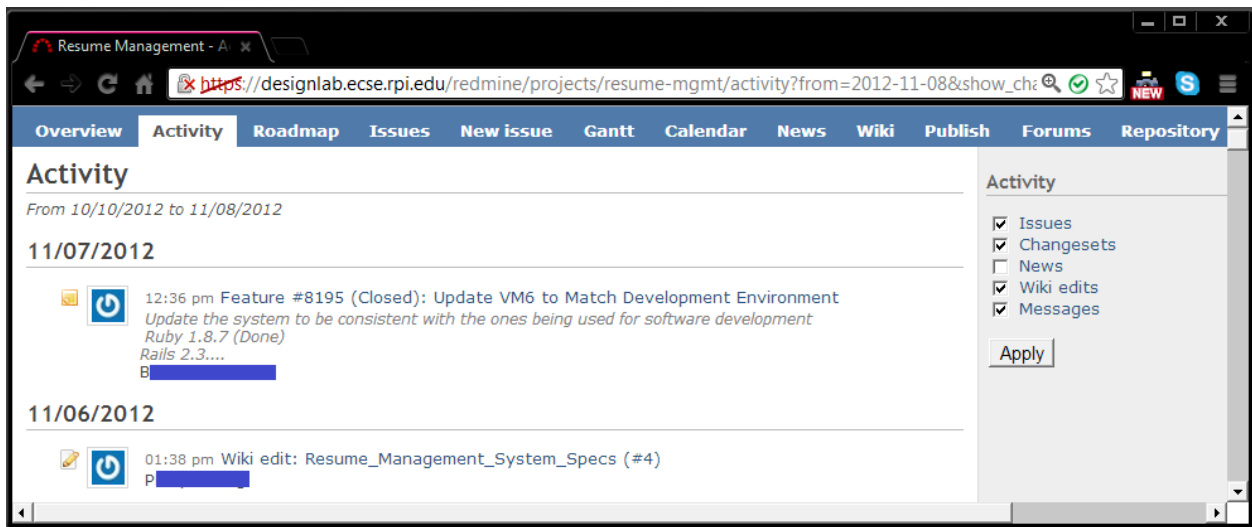 Resume Management - A
https://designlab.ecse.rpi.edu/redmine/projects/resume-mgmt/activity?from=2012-11-08&show_cha
NEW
Overview Activity Roadmap Issues New issue Gantt Calendar News Wiki Publish Forums Repository
Activity
From 10/10/2012 to 11/08/2012
11/07/2012
12:36 pm Feature #8195 (Closed): Update VM6 to Match Development Environment
Update the system to be consistent with the ones being used for software development
Ruby 1.8.7 (Done)
Rails 2.3....
B
11/06/2012
01:38 pm Wiki edit: Resume_Management_System_Specs (#4)
P
Activity
Issues
Changesets
News
Wiki edits
Messages
Apply